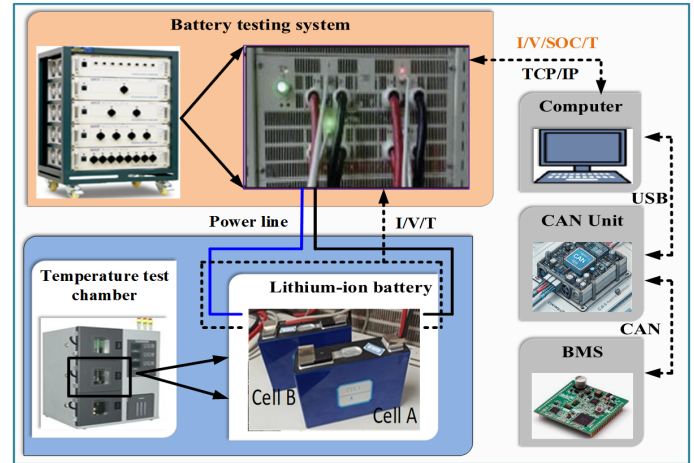 Battery testing system
I/V/SOC/T
TCP/IP
Computer
USB
Power line
I/V/T
CAN Unit
CAN
Temperature test
chamber
Lithium-ion battery
Cell B
Cell A
CAN
BMS